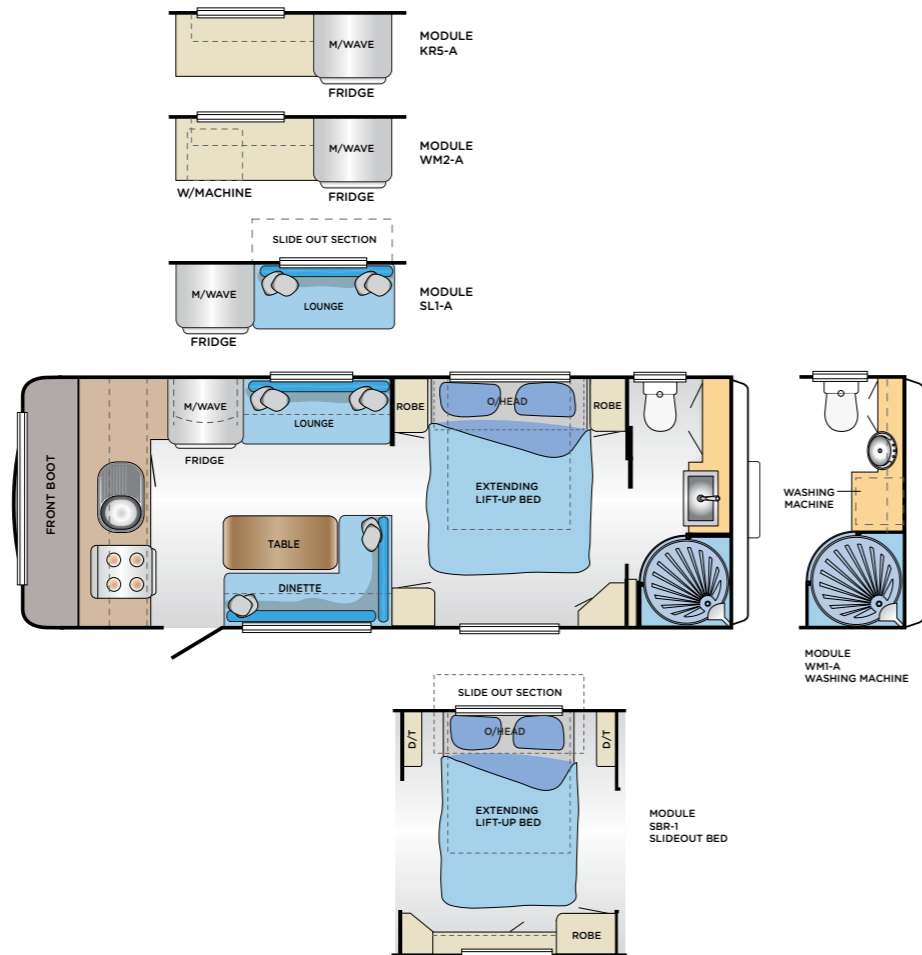 M/WAVE
MODULE
KR5-A
FRIDGE
M/WAVE
MODULE
WM2-A
W/MACHINE
FRIDGE
SLIDE OUT SECTION
M/WAVE
LOUNGE
MODULE
SL1-A
FRIDGE
FRONT BOOT
M/WAVE
FRIDGE
LOUNGE
ROBE
O/HEAD
ROBE
EXTENDING
LIFT-UP BED
TABLE
DINETTE
WASHING
MACHINE
MODULE
WM1-A
WASHING MACHINE
SLIDE OUT SECTION
D/T
O/HEAD
D/T
EXTENDING
LIFT-UP BED
MODULE
SBR-1
SLIDEOUT BED
ROBE